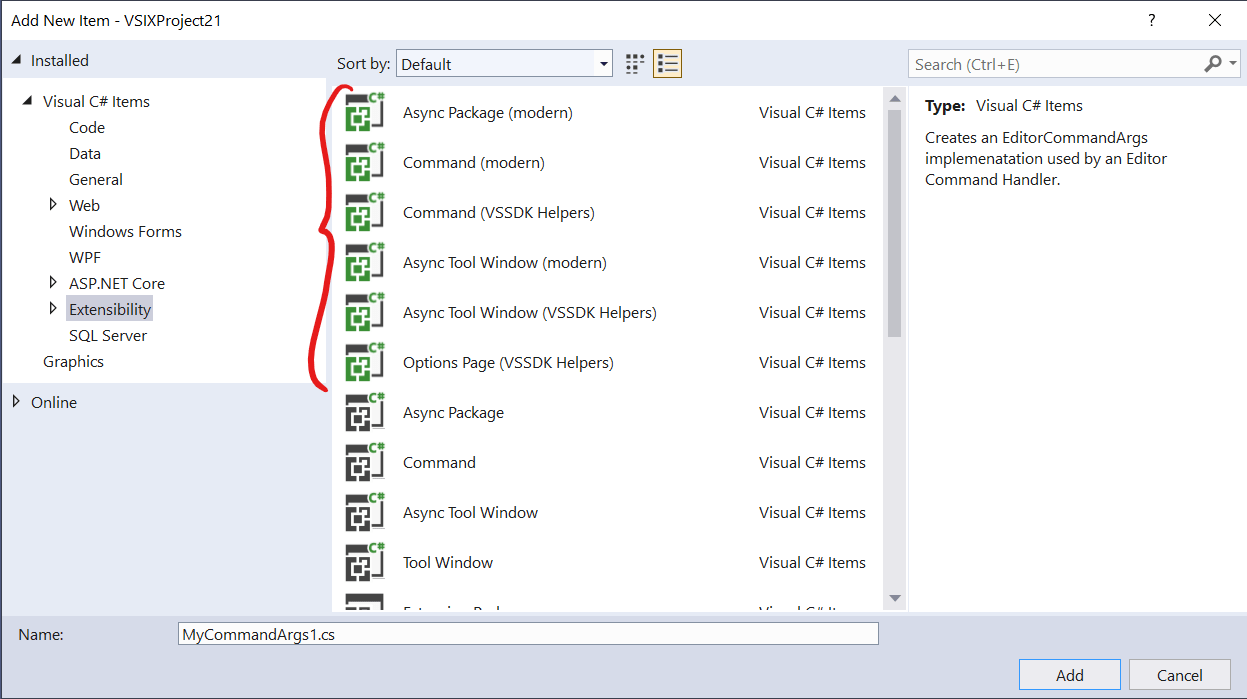 Add New Item - VSIXProject21
?
Installed
Sort by: Default
Search (Ctrl+E)
Visual C# Items
Code
Data
General
Web
Windows Forms
WPF
ASP.NET Core
Extensibility
SQL Server
Graphics
Online
C# Async Package (modern) Visual C# Items
C# Command (modern) Visual C# Items
C# Command (VSSDK Helpers) Visual C# Items
C# Async Tool Window (modern) Visual C# Items
C# Async Tool Window (VSSDK Helpers) Visual C# Items
C# Options Page (VSSDK Helpers) Visual C# Items
C# Async Package Visual C# Items
C# Command Visual C# Items
C# Async Tool Window Visual C# Items
C# Tool Window Visual C# Items
Type: Visual C# Items
Creates an EditorCommandArgs
implemenatation used by an Editor
Command Handler.
Name: MyCommandArgs1.cs
Add Cancel